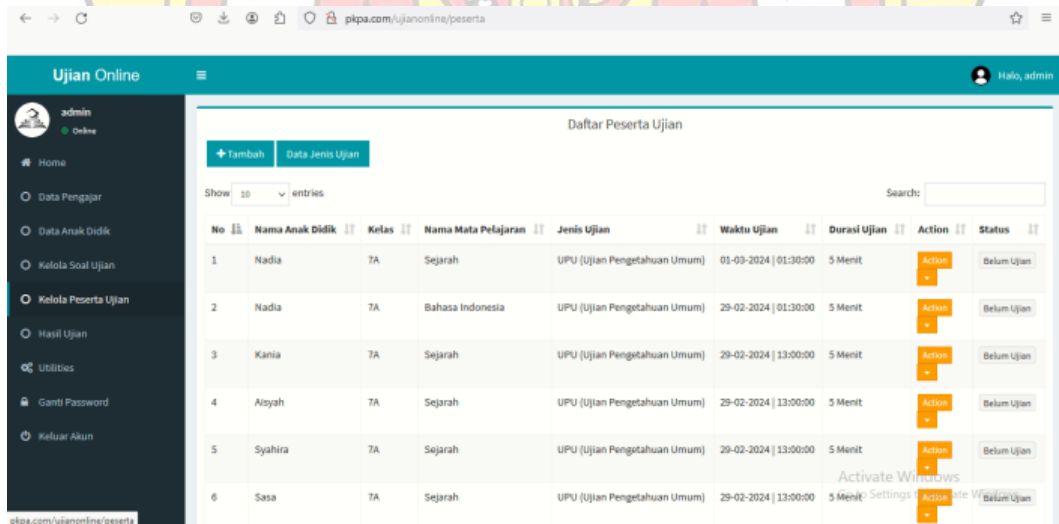 pkpa.com/ujianonline/peserta
Ujian Online
Halo, admin
admin
Online
Home
Data Pengajar
Data Anak Didik
Kelola Soal Ujian
Kelola Peserta Ujian
Hasil Ujian
Utilities
Ganti Password
Keluar Akun
Daftar Peserta Ujian
+Tambah Data Jenis Ujian
Show 10 entries Search:
No Nama Anak Didik Kelas Nama Mata Pelajaran Jenis Ujian Waktu Ujian Durasi Ujian Action Status
1 Nadia 7A Sejarah UPU (Ujian Pengetahuan Umum) 01-03-2024 | 01:30:00 5 Menit Action Belum Ujian
2 Nadia 7A Bahasa Indonesia UPU (Ujian Pengetahuan Umum) 29-02-2024 | 01:30:00 5 Menit Action Belum Ujian
3 Kania 7A Sejarah UPU (Ujian Pengetahuan Umum) 29-02-2024 | 13:00:00 5 Menit Action Belum Ujian
4 Aisyah 7A Sejarah UPU (Ujian Pengetahuan Umum) 29-02-2024 | 13:00:00 5 Menit Action Belum Ujian
5 Syahira 7A Sejarah UPU (Ujian Pengetahuan Umum) 29-02-2024 | 13:00:00 5 Menit Action Belum Ujian
6 Sasa 7A Sejarah UPU (Ujian Pengetahuan Umum) 29-02-2024 | 13:00:00 5 Menit Action Belum Ujian
Activate Windows
Settings
pkpa.com/ujianonline/peserta